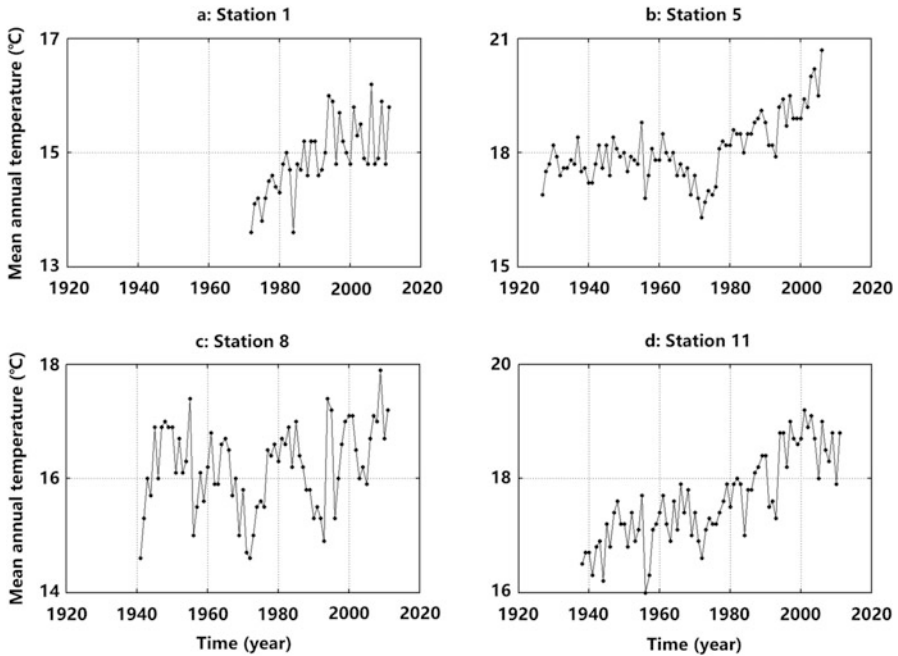 a: Station 1
b: Station 5
Mean annual temperature (℃)
17
15
13
1920 1940 1960 1980 2000 2020
21
18
15
1920 1940 1960 1980 2000 2020
c: Station 8
d: Station 11
Mean annual temperature (℃)
18
16
14
1920 1940 1960 1980 2000 2020
Time (year)
20
18
16
1920 1940 1960 1980 2000 2020
Time (year)